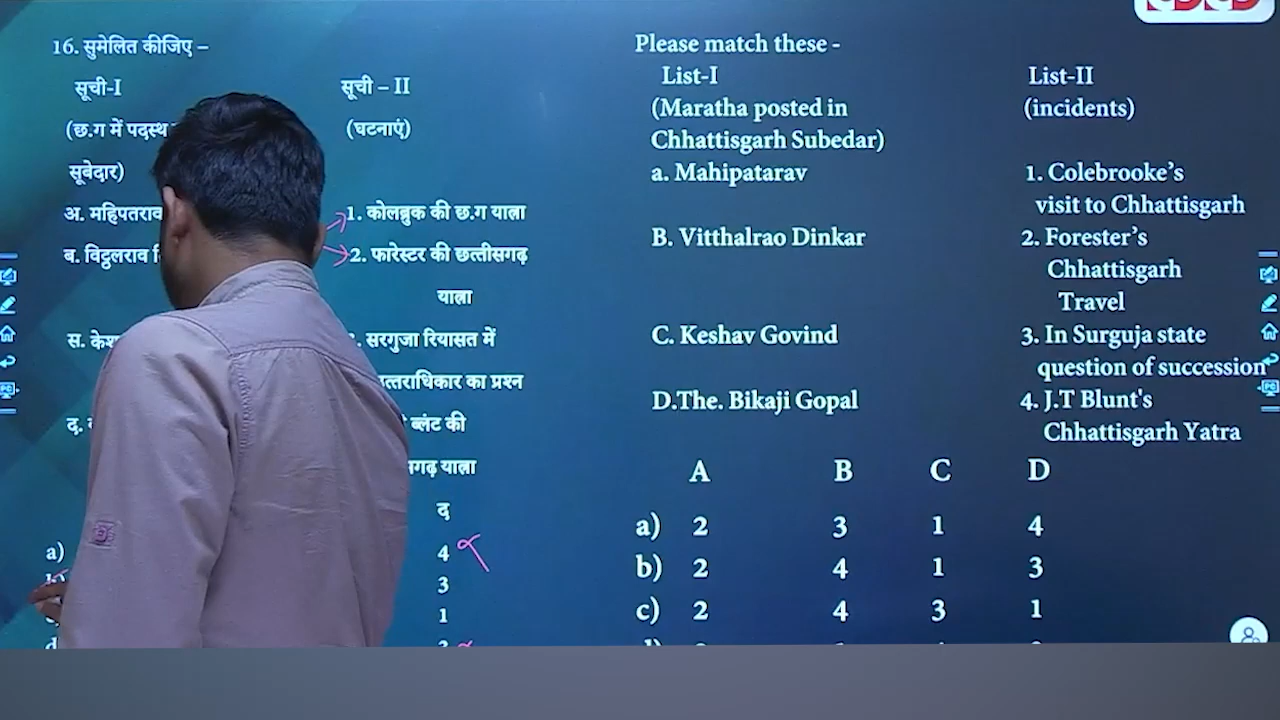 16. सुमेलित कीजिए –
सूची-I
सूची – II
(छ.ग में पदस्थ
(घटनाएं)
सूबेदार)
अ. महिपतराव
1. कोलब्रुक की छ.ग यात्रा
ब. विट्ठलराव
2. फारेस्टर की छत्तीसगढ़
यात्रा
स.
सरगुजा रियासत में
का प्रश्न
द.
ब्लंट की
यात्रा
द
a)
4
3
1
Please match these -
List-I
List-II
(Maratha posted in
(incidents)
Chhattisgarh Subedar)
a. Mahipatarav
1. Colebrooke's
visit to Chhattisgarh
B. Vitthalrao Dinkar
2. Forester's
Chhattisgarh
Travel
C. Keshav Govind
3. In Surguja state
question of succession
D.The. Bikaji Gopal
4. J.T Blunt's
Chhattisgarh Yatra
A B C D
a) 2 3 1 4
b) 2 4 1 3
c) 2 4 3 1